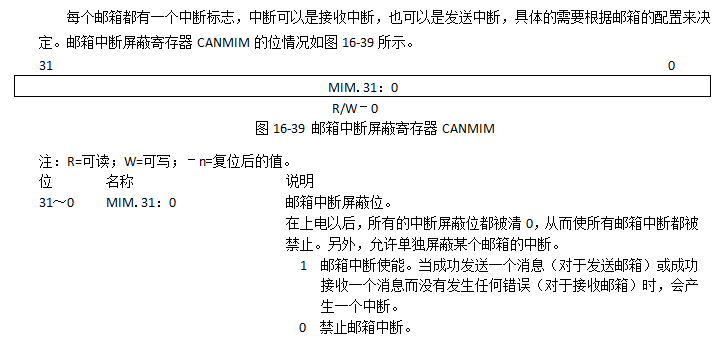 每个邮箱都有一个中断标志，中断可以是接收中断，也可以是发送中断，具体的需要根据邮箱的配置来决
定。邮箱中断屏蔽寄存器 CANMIM 的位情况如图 16-39 所示。
31 0
MIM.31：0
R/W－0
图 16-39 邮箱中断屏蔽寄存器 CANMIM
注：R=可读；W=可写；－n=复位后的值。
位 名称 说明
31～0 MIM.31：0 邮箱中断屏蔽位。
在上电以后，所有的中断屏蔽位都被清 0，从而使所有邮箱中断都被
禁止。另外，允许单独屏蔽某个邮箱的中断。
1 邮箱中断使能。当成功发送一个消息（对于发送邮箱）或成功
接收一个消息而没有发生任何错误（对于接收邮箱）时，会产
生一个中断。
0 禁止邮箱中断。